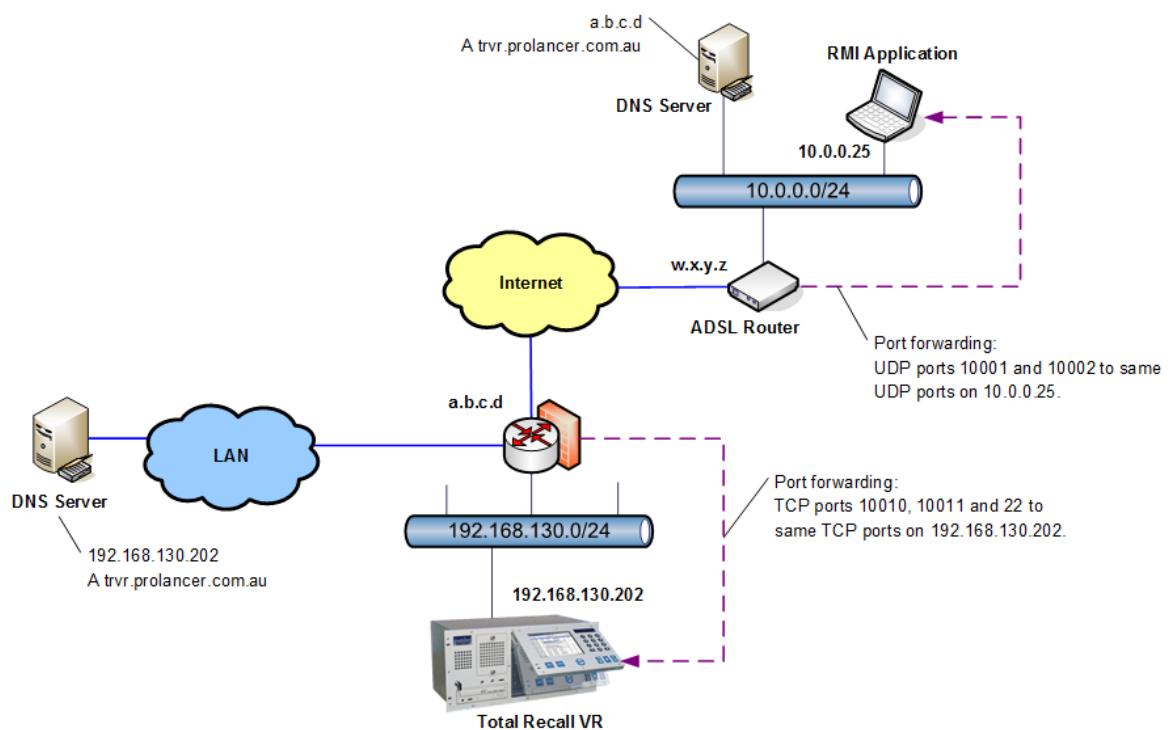 a.b.c.d
A trvr.prolancer.com.au
DNS Server
RMI Application
10.0.0.25
10.0.0.0/24
w.x.y.z
Internet
ADSL Router
Port forwarding:
UDP ports 10001 and 10002 to same
UDP ports on 10.0.0.25.
a.b.c.d
LAN
DNS Server
192.168.130.202
A trvr.prolancer.com.au
192.168.130.0/24
Port forwarding:
TCP ports 10010, 10011 and 22 to
same TCP ports on 192.168.130.202.
192.168.130.202
Total Recall VR